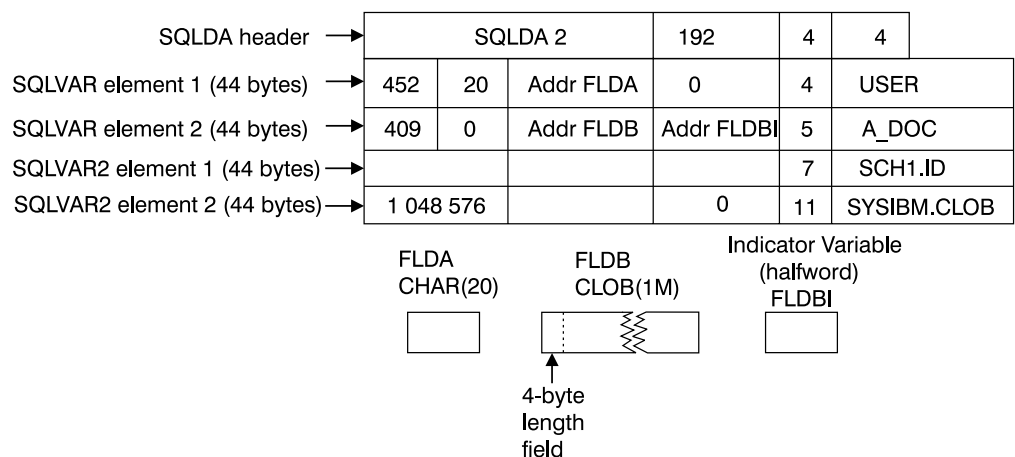 SQLDA header SQLDA 2 192 4 4
SQLVAR element 1 (44 bytes) 452 20 Addr FLDA 0 4 USER
SQLVAR element 2 (44 bytes) 409 0 Addr FLDB Addr FLDBI 5 A_DOC
SQLVAR2 element 1 (44 bytes) 7 SCH1.ID
SQLVAR2 element 2 (44 bytes) 1 048 576 0 11 SYSIBM.CLOB
FLDA
CHAR(20)
FLDB
CLOB(1M)
Indicator Variable
(halfword)
FLDBI
4-byte
length
field